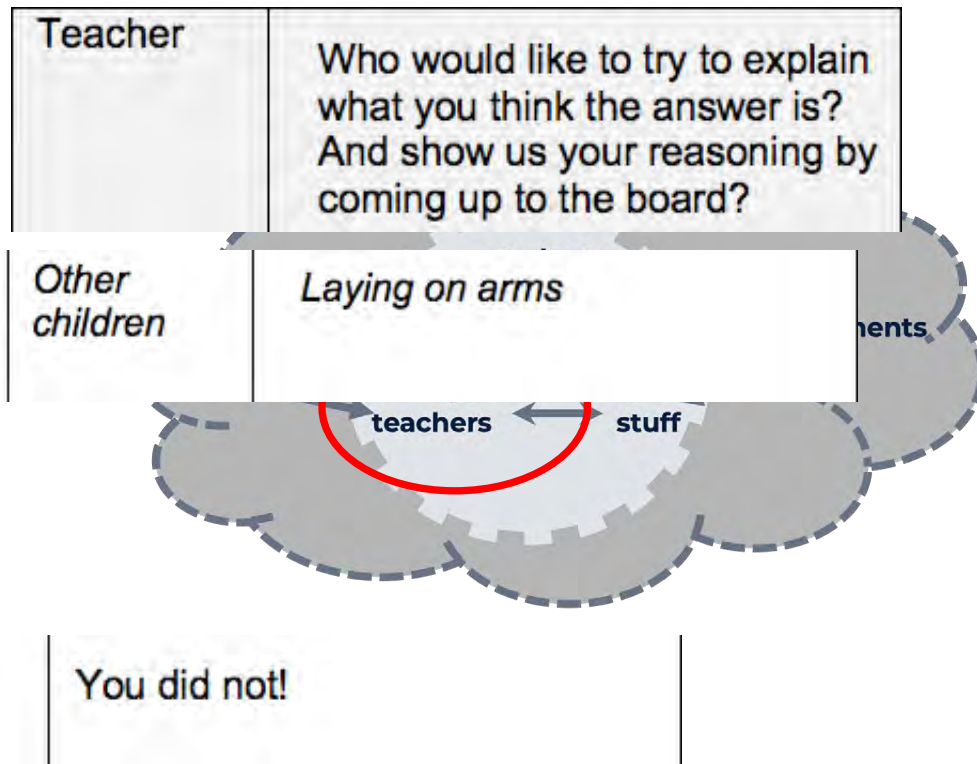 Teacher
Who would like to try to explain
what you think the answer is?
And show us your reasoning by
coming up to the board?
Other
children
Laying on arms
teachers
stuff
You did not!